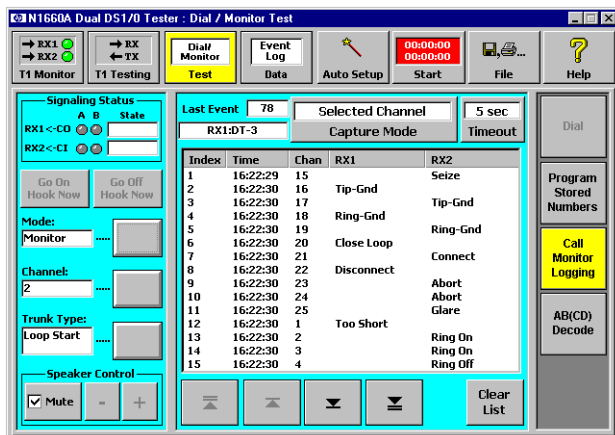 N1660A Dual DS1/0 Tester : Dial / Monitor Test
RX1
RX2
T1 Monitor
RX
TX
T1 Testing
Dial/
Monitor
Test
Event
Log
Data
Auto Setup
00:00:00
00:00:00
Start
File
Help
Signaling Status
A B State
RX1<-CO
RX2<-CI
Go On
Hook Now
Go Off
Hook Now
Mode:
Monitor
Channel:
2
Trunk Type:
Loop Start
Speaker Control
Mute - +
Last Event 78
RX1:DT-3
Selected Channel
Capture Mode
5 sec
Timeout
Index Time Chan RX1 RX2
1 16:22:29 15 Seize
2 16:22:30 16 Tip-Gnd
3 16:22:30 17 Tip-Gnd
4 16:22:30 18 Ring-Gnd
5 16:22:30 19 Ring-Gnd
6 16:22:30 20 Close Loop
7 16:22:30 21 Connect
8 16:22:30 22 Disconnect
9 16:22:30 23 Abort
10 16:22:30 24 Abort
11 16:22:30 25 Glare
12 16:22:30 1 Too Short
13 16:22:30 2 Ring On
14 16:22:30 3 Ring On
15 16:22:30 4 Ring Off
Clear
List
Dial
Program
Stored
Numbers
Call
Monitor
Logging
AB(CD)
Decode